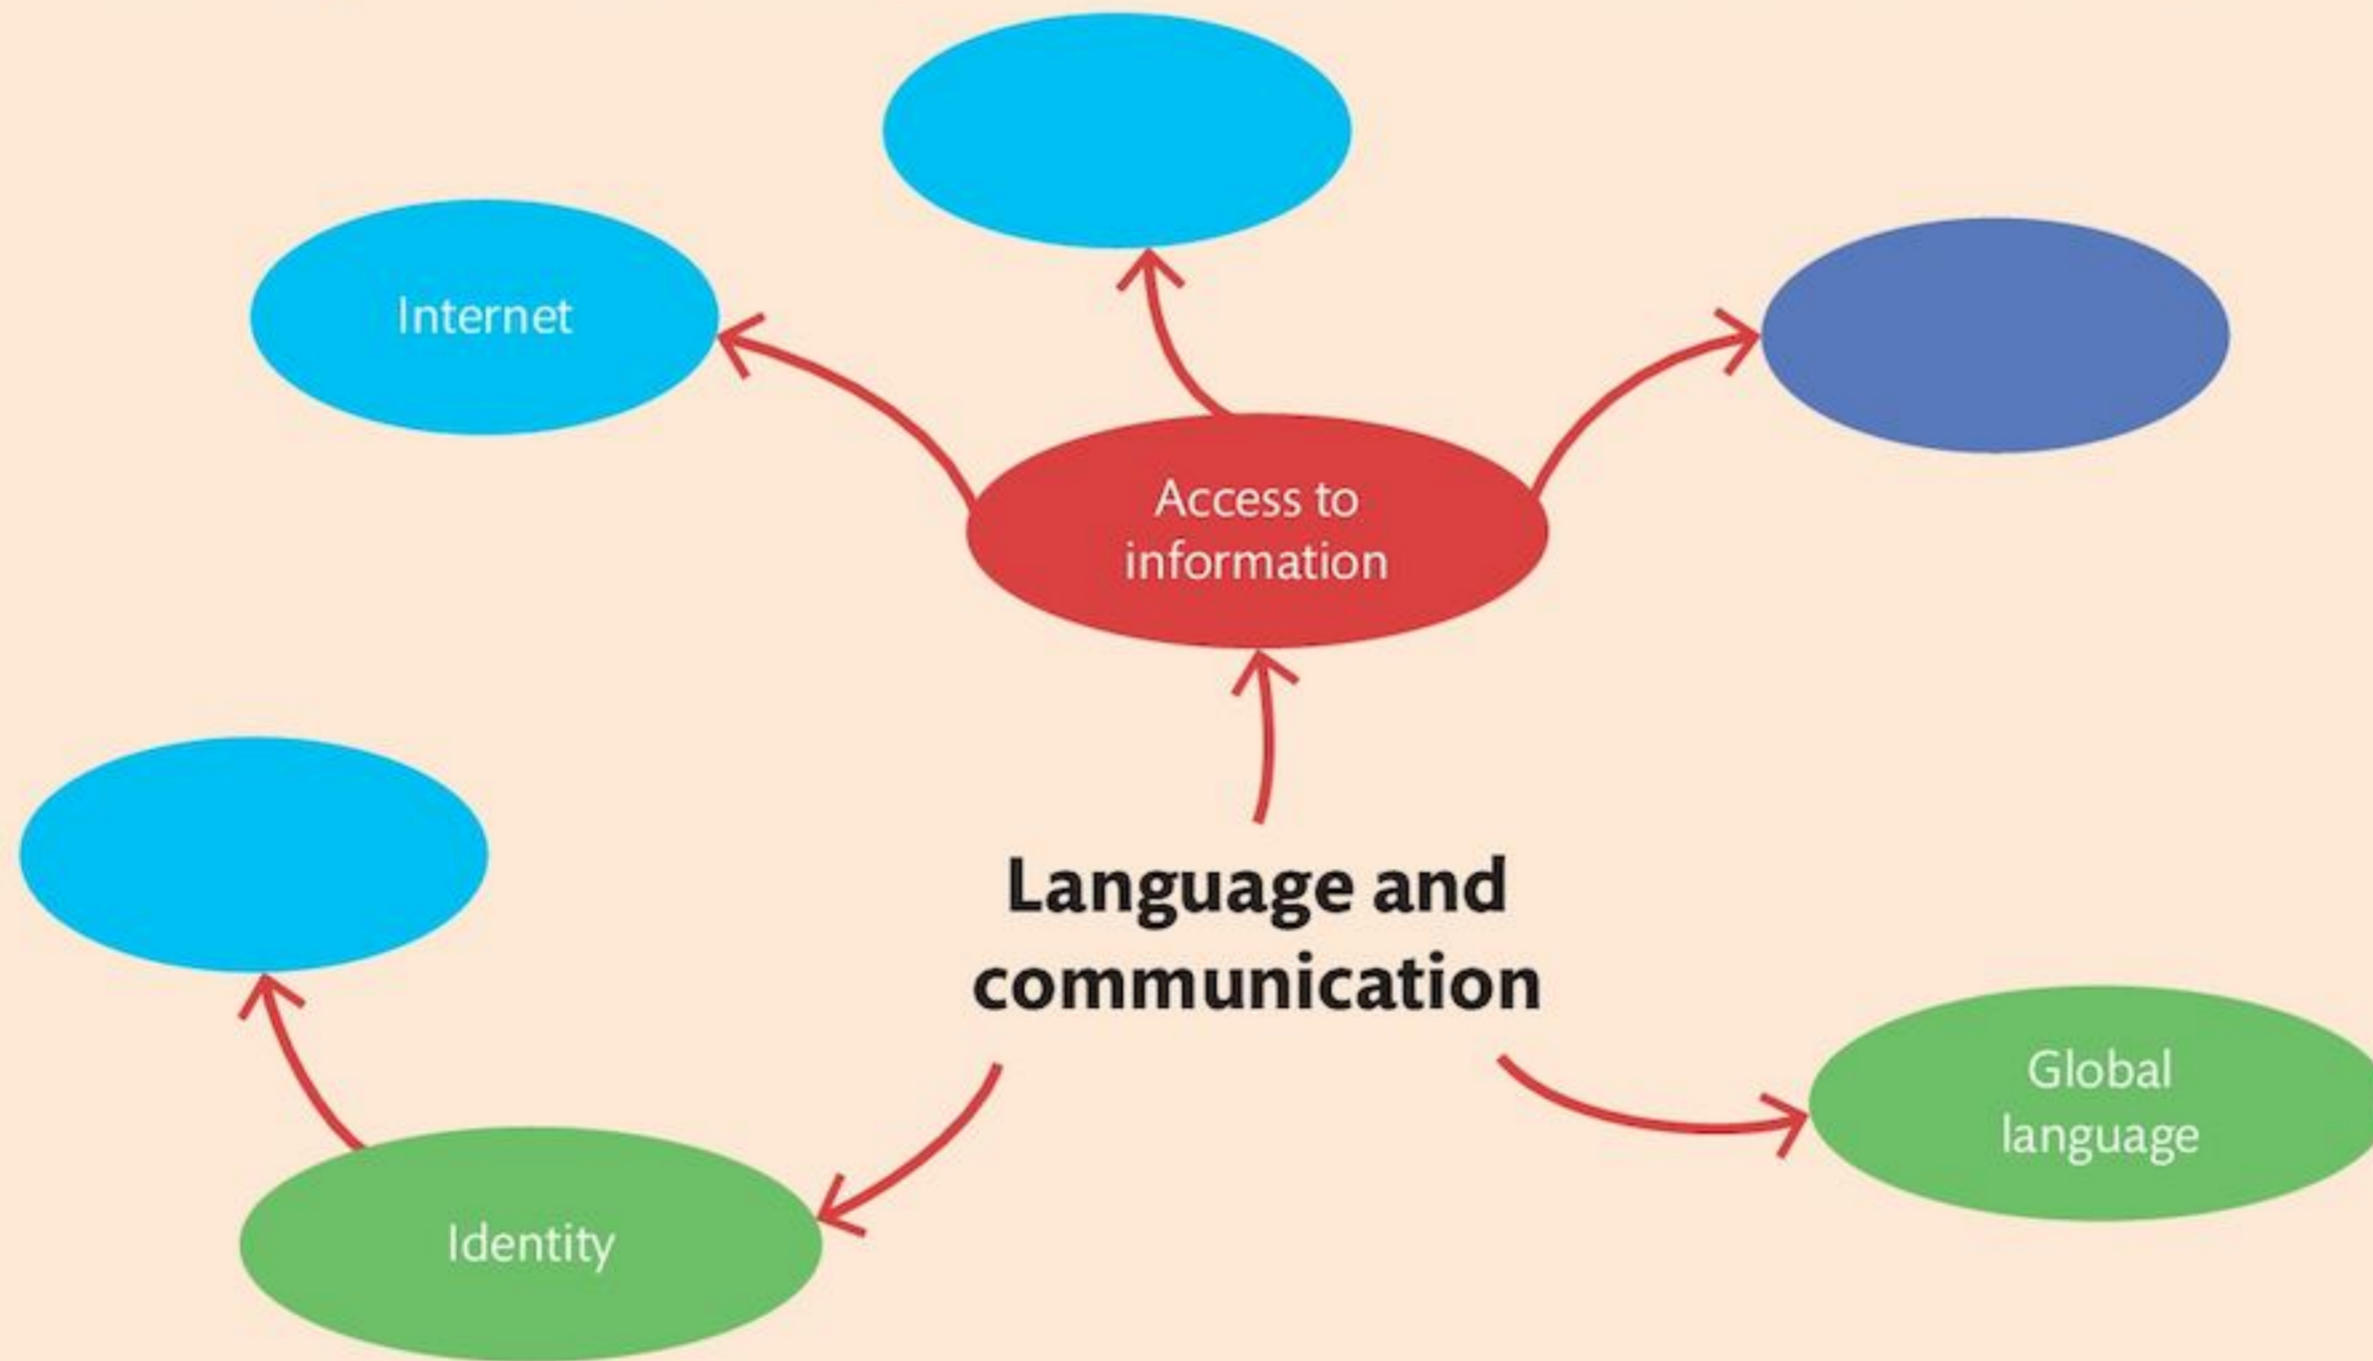 Internet
Access to
information
Language and
communication
Global
language
Identity